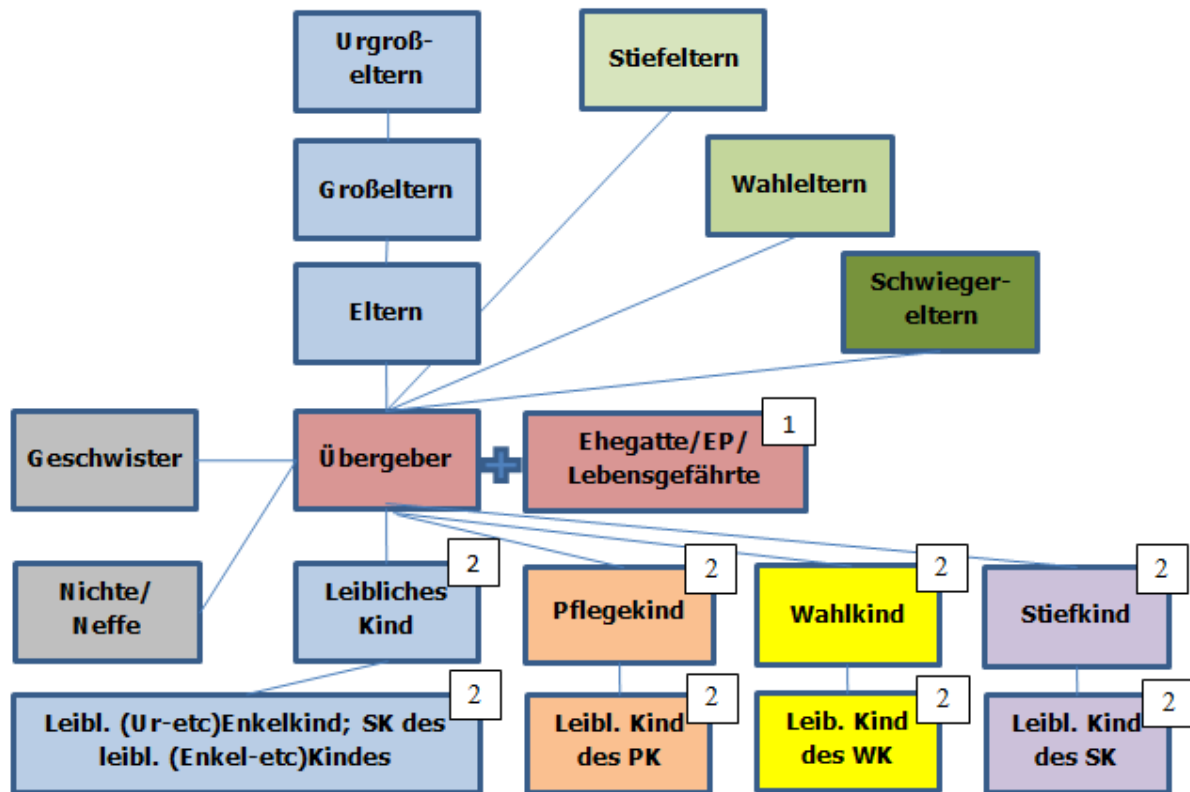 Urgroß-
eltern
Stiefeltern
Großeltern
Wahleltern
Eltern
Schwieger-
eltern
Geschwister
Übergeber
Ehegatte/EP/
Lebensgefährte
1
Nichte/
Neffe
Leibliches
Kind
2
Pflegekind
2
Wahlkind
2
Stiefkind
2
Leibl. (Ur-etc)Enkelkind; SK des
leibl. (Enkel-etc)Kindes
2
Leibl. Kind
des PK
2
Leib. Kind
des WK
2
Leibl. Kind
des SK
2